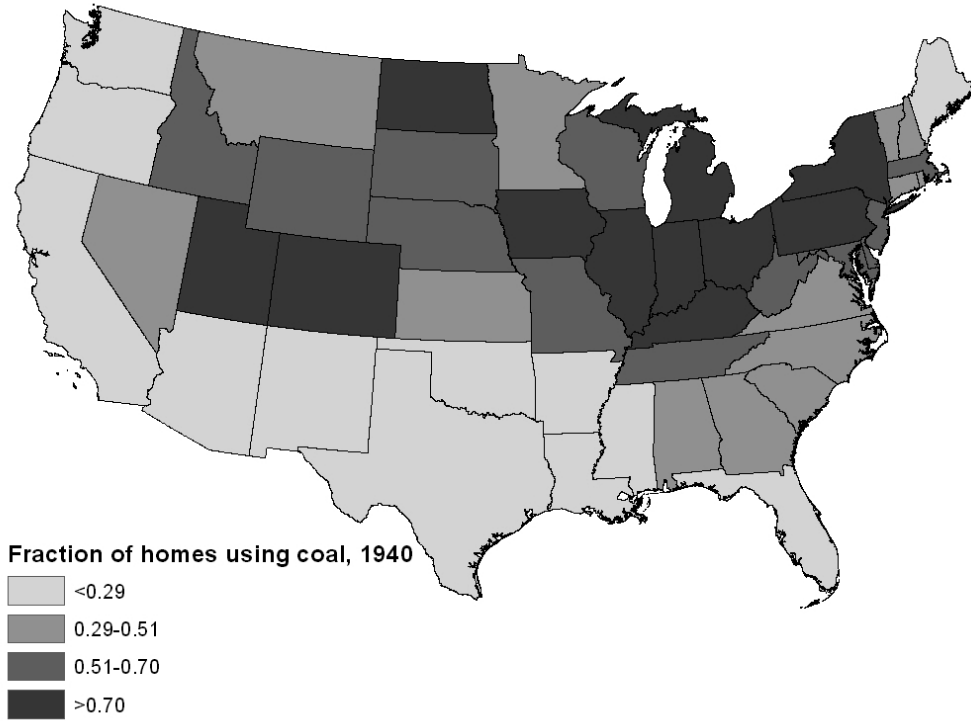 Fraction of homes using coal, 1940
<0.29
0.29-0.51
0.51-0.70
>0.70